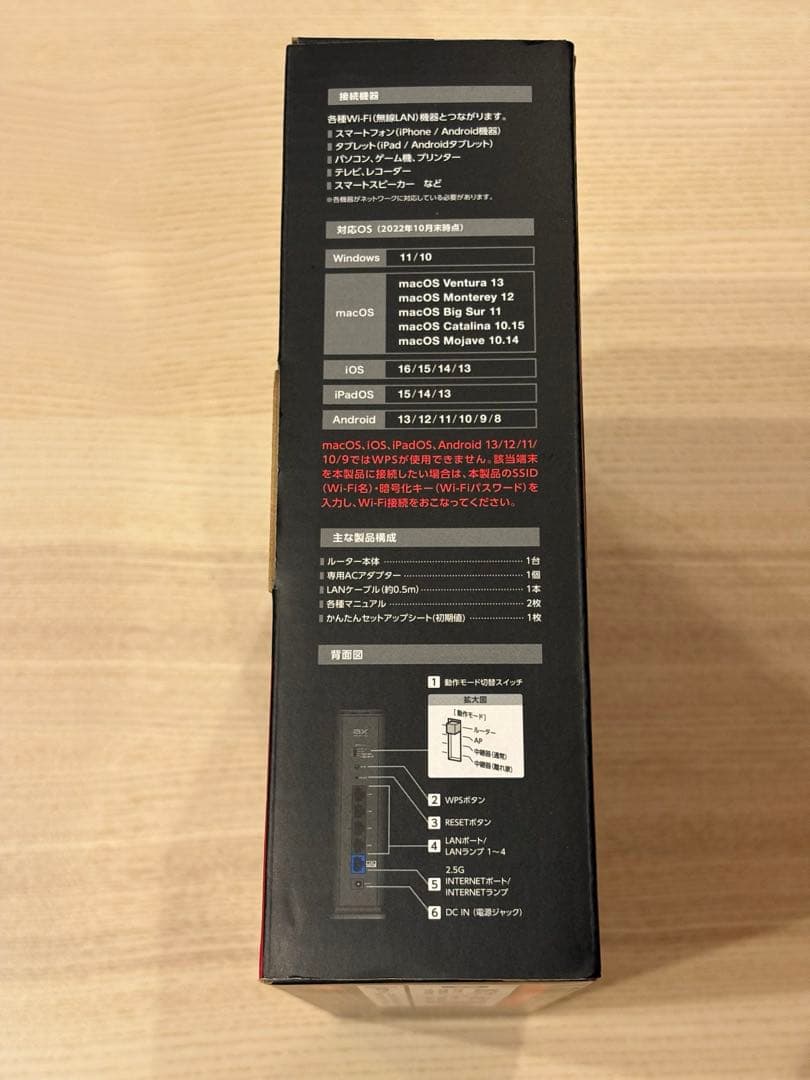 接続機器
各種Wi-Fi(無線LAN)機器とつながります。
スマートフォン(iPhone / Android機器)
タブレット(iPad / Androidタブレット)
パソコン、ゲーム機、プリンター
テレビ、レコーダー
スマートスピーカー など
※各機器がネットワークに対応している必要があります。
対応OS (2022年10月末時点)
Windows 11/10
macOS Ventura 13
macOS Monterey 12
macOS macOS Big Sur 11
macOS Catalina 10.15
macOS Mojave 10.14
iOS 16/15/14/13
iPadOS 15/14/13
Android 13/12/11/10/9/8
macOS、iOS、iPadOS、Android 13/12/11/
10/9ではWPSが使用できません。該当端末
を本製品に接続したい場合は、本製品のSSID
(Wi-Fi名)・暗号化キー(Wi-Fiパスワード)を
入力し、Wi-Fi接続をおこなってください。
主な製品構成
ルーター本体 1台
専用ACアダプター 1個
LANケーブル(約0.5m) 1本
各種マニュアル 2枚
かんたんセットアップシート(初期値) 1枚
背面図
1 動作モード切替スイッチ
拡大図
[動作モード]
ルーター
AP
中継器(通常)
中継器(離れ家)
2 WPSボタン
3 RESETボタン
4 LANポート/
LANランプ 1~4
2.5G
5 INTERNETポート/
INTERNETランプ
6 DC IN (電源ジャック)